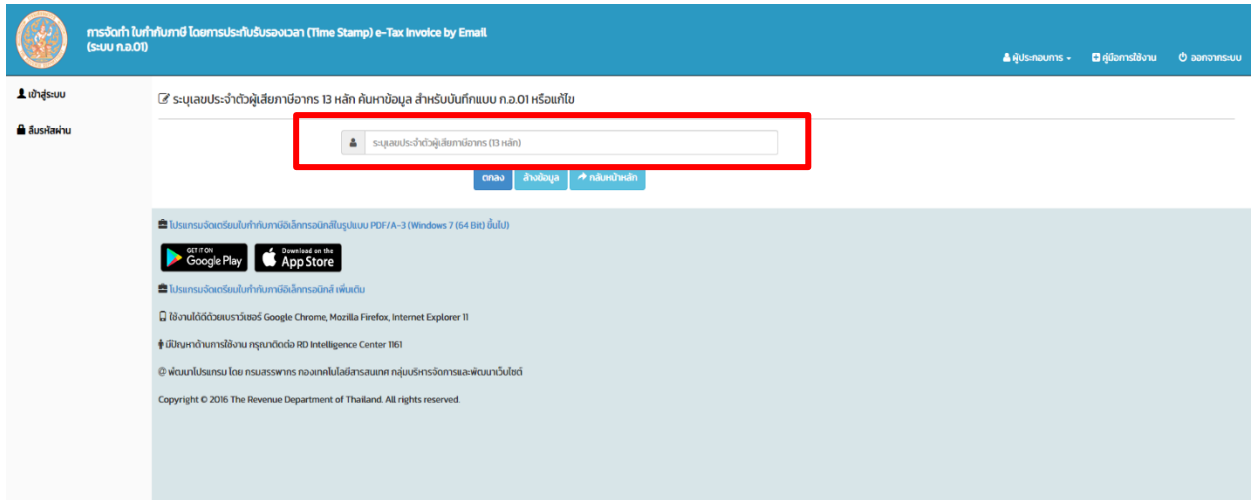 การจัดทำ ใบกำกับภาษี โดยการประทับรับรองเวลา (Time Stamp) e-Tax Invoice by Email
(ระบบ ก.อ.01)
ผู้ประกอบการ
คู่มือการใช้งาน
ออกจากระบบ
เข้าสู่ระบบ
ลืมรหัสผ่าน
ระบุเลขประจำตัวผู้เสียภาษีอากร 13 หลัก ค้นหาข้อมูล สำหรับบันทึกแบบ ก.อ.01 หรือแก้ไข
ระบุเลขประจำตัวผู้เสียภาษีอากร (13 หลัก)
ตกลง
ล้างข้อมูล
กลับหน้าหลัก
โปรแกรมจัดเตรียมใบกำกับภาษีอิเล็กทรอนิกส์ในรูปแบบ PDF/A-3 (Windows 7 (64 Bit) ขึ้นไป)
GET IT ON
Google Play
Download on the
App Store
โปรแกรมจัดเตรียมใบกำกับภาษีอิเล็กทรอนิกส์ เพิ่มเติม
ใช้งานได้ดีด้วยเบราว์เซอร์ Google Chrome, Mozilla Firefox, Internet Explorer 11
มีปัญหาด้านการใช้งาน กรุณาติดต่อ RD Intelligence Center 1161
@ พัฒนาโปรแกรม โดย กรมสรรพากร กองเทคโนโลยีสารสนเทศ กลุ่มบริหารจัดการและพัฒนาเว็บไซต์
Copyright © 2016 The Revenue Department of Thailand. All rights reserved.